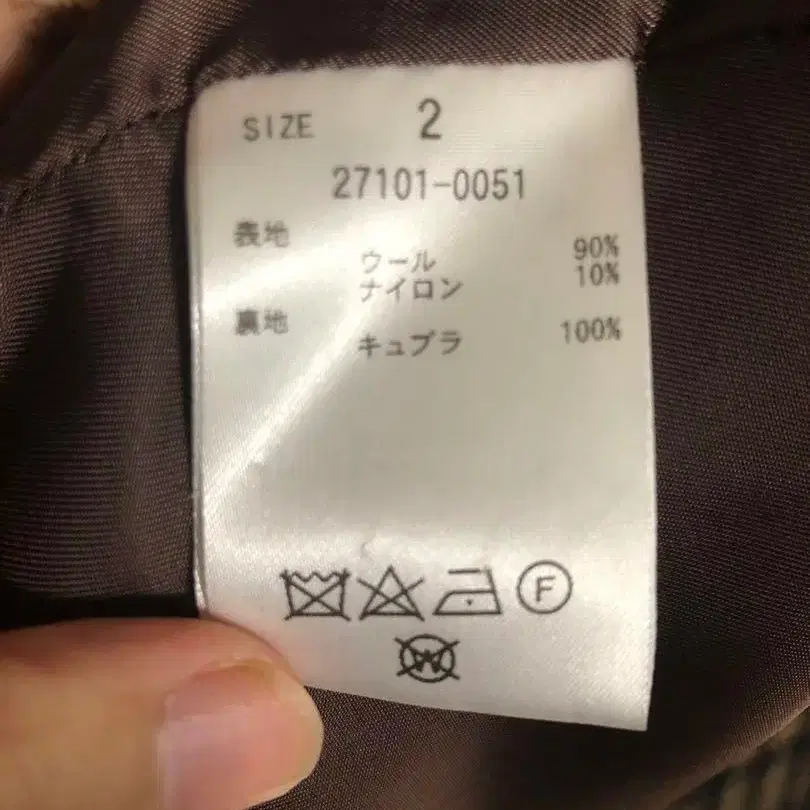 SIZE 2
27101-0051
表地
ウール 90%
ナイロン 10%
裏地
キュプラ 100%
F
W